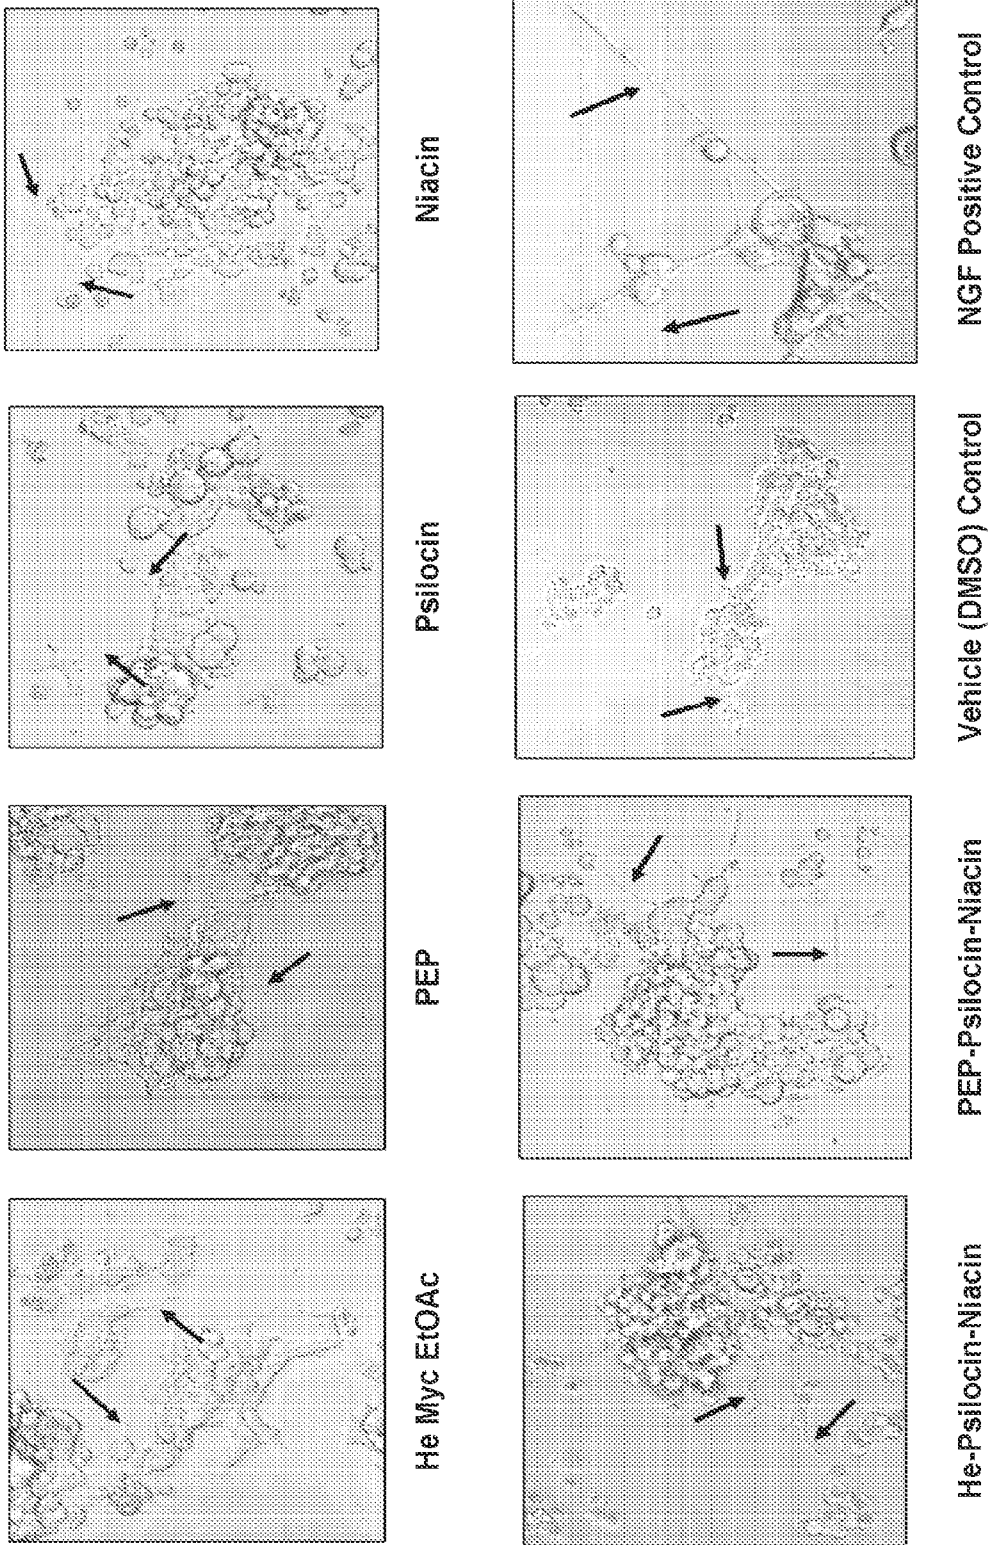 He Myc EtOAc
PEP
Psilocin
Niacin
He-Psilocin-Niacin
PEP-Psilocin-Niacin
Vehicle (DMSO) Control
NGF Positive Control